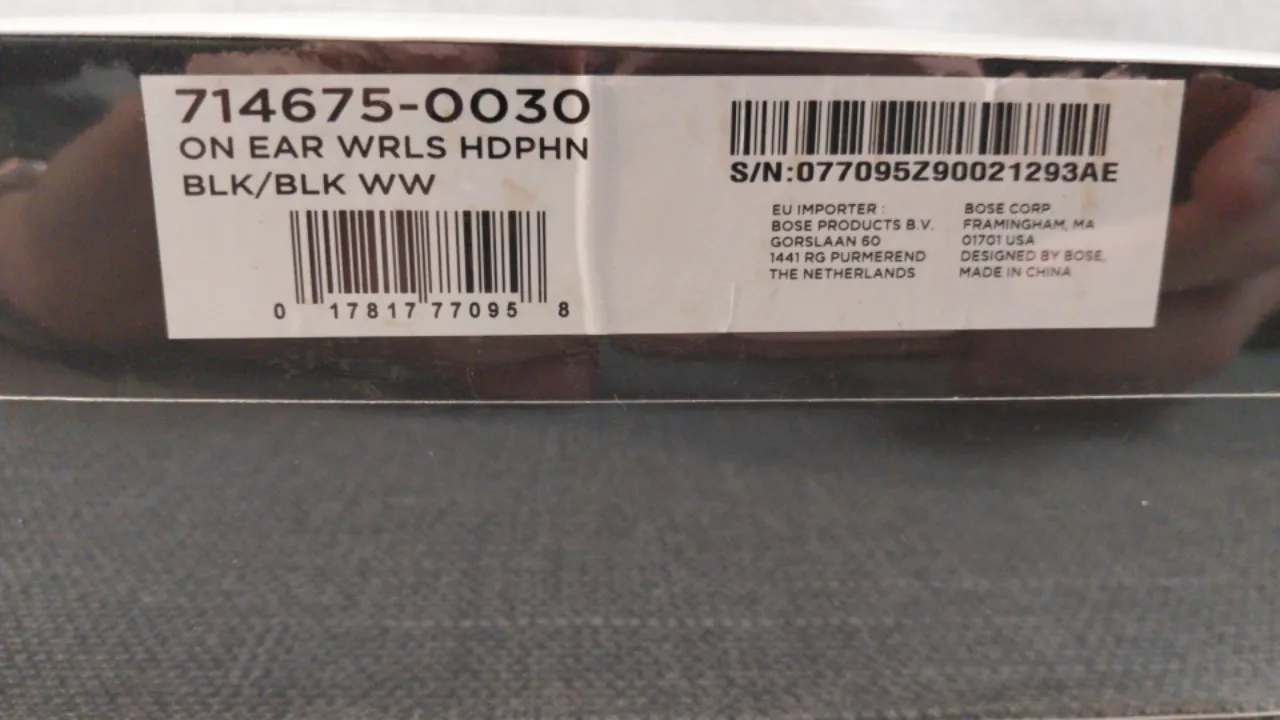 714675-0030
ON EAR WRLS HDPHN
BLK/BLK WW
0 17817 77095 8
S/N:077095Z90021293AE
EU IMPORTER :
BOSE PRODUCTS B.V.
GORSLAAN 60
1441 RG PURMEREND
THE NETHERLANDS
BOSE CORP.
FRAMINGHAM, MA
01701 USA
DESIGNED BY BOSE,
MADE IN CHINA